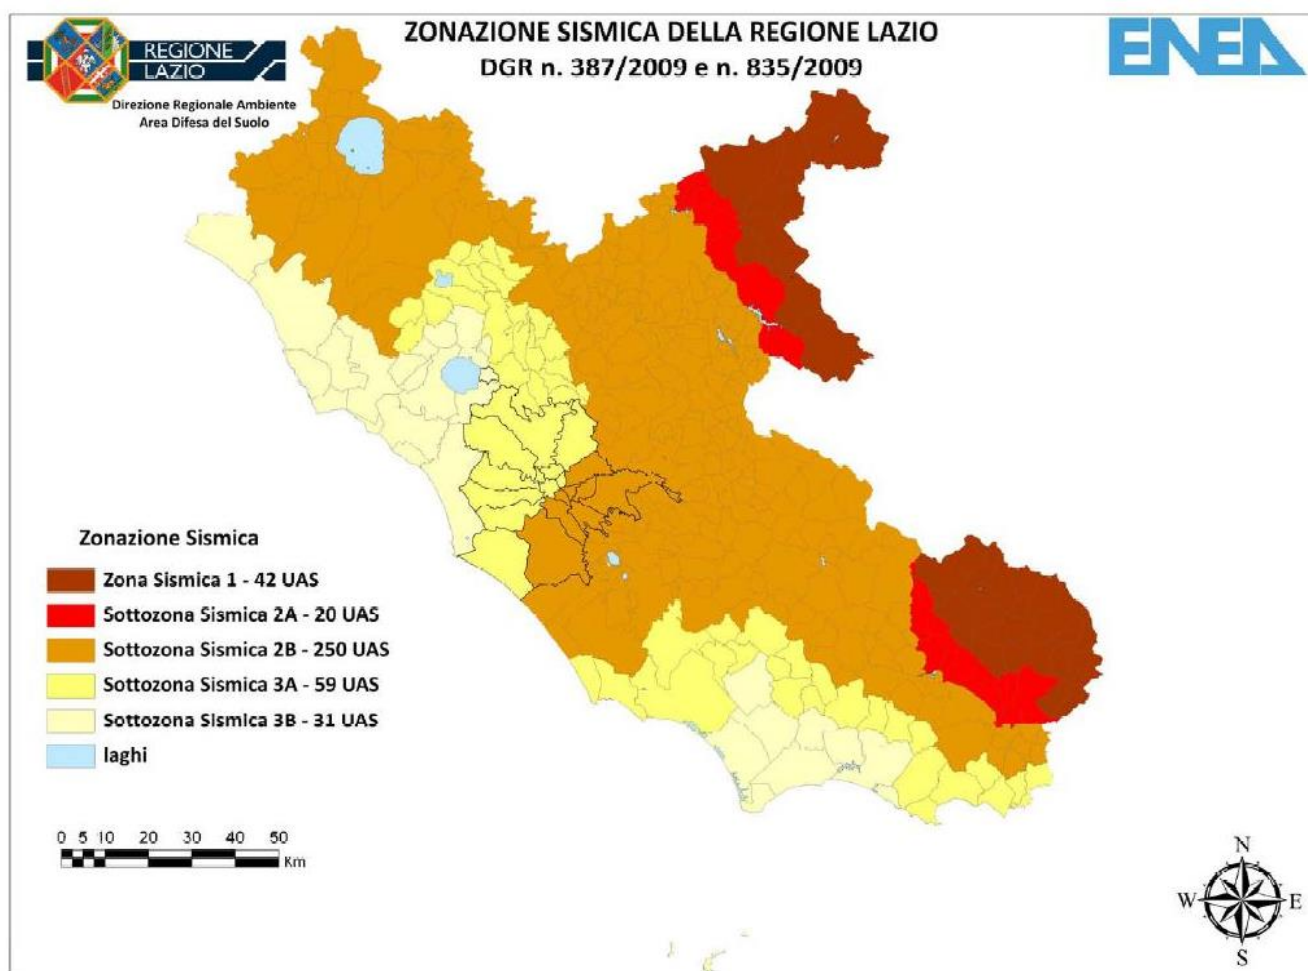 ZONAZIONE SISMICA DELLA REGIONE LAZIO
DGR n. 387/2009 e n. 835/2009
REGIONE
LAZIO
Direzione Regionale Ambiente
Area Difesa del Suolo
ENEA
Zonazione Sismica
Zona Sismica 1 - 42 UAS
Sottozona Sismica 2A - 20 UAS
Sottozona Sismica 2B - 250 UAS
Sottozona Sismica 3A - 59 UAS
Sottozona Sismica 3B - 31 UAS
laghi
0 5 10 20 30 40 50
Km
N
W E
S